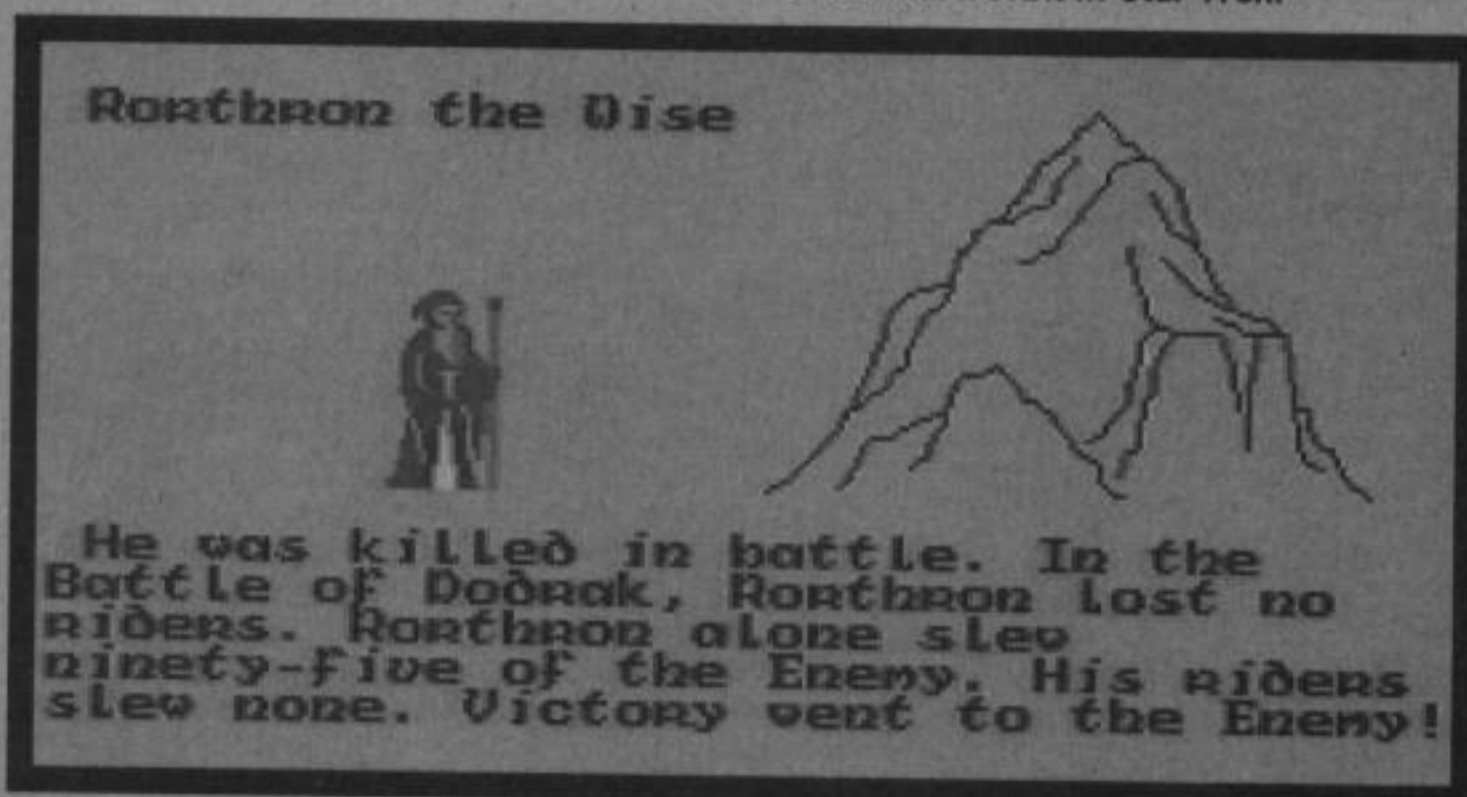 Rorthron the Wise
He was killed in battle. In the
Battle of Dodrak, Rorthron lost no
riders. Rorthron alone slew
ninety-five of the Enemy. His riders
slew none. Victory went to the Enemy!